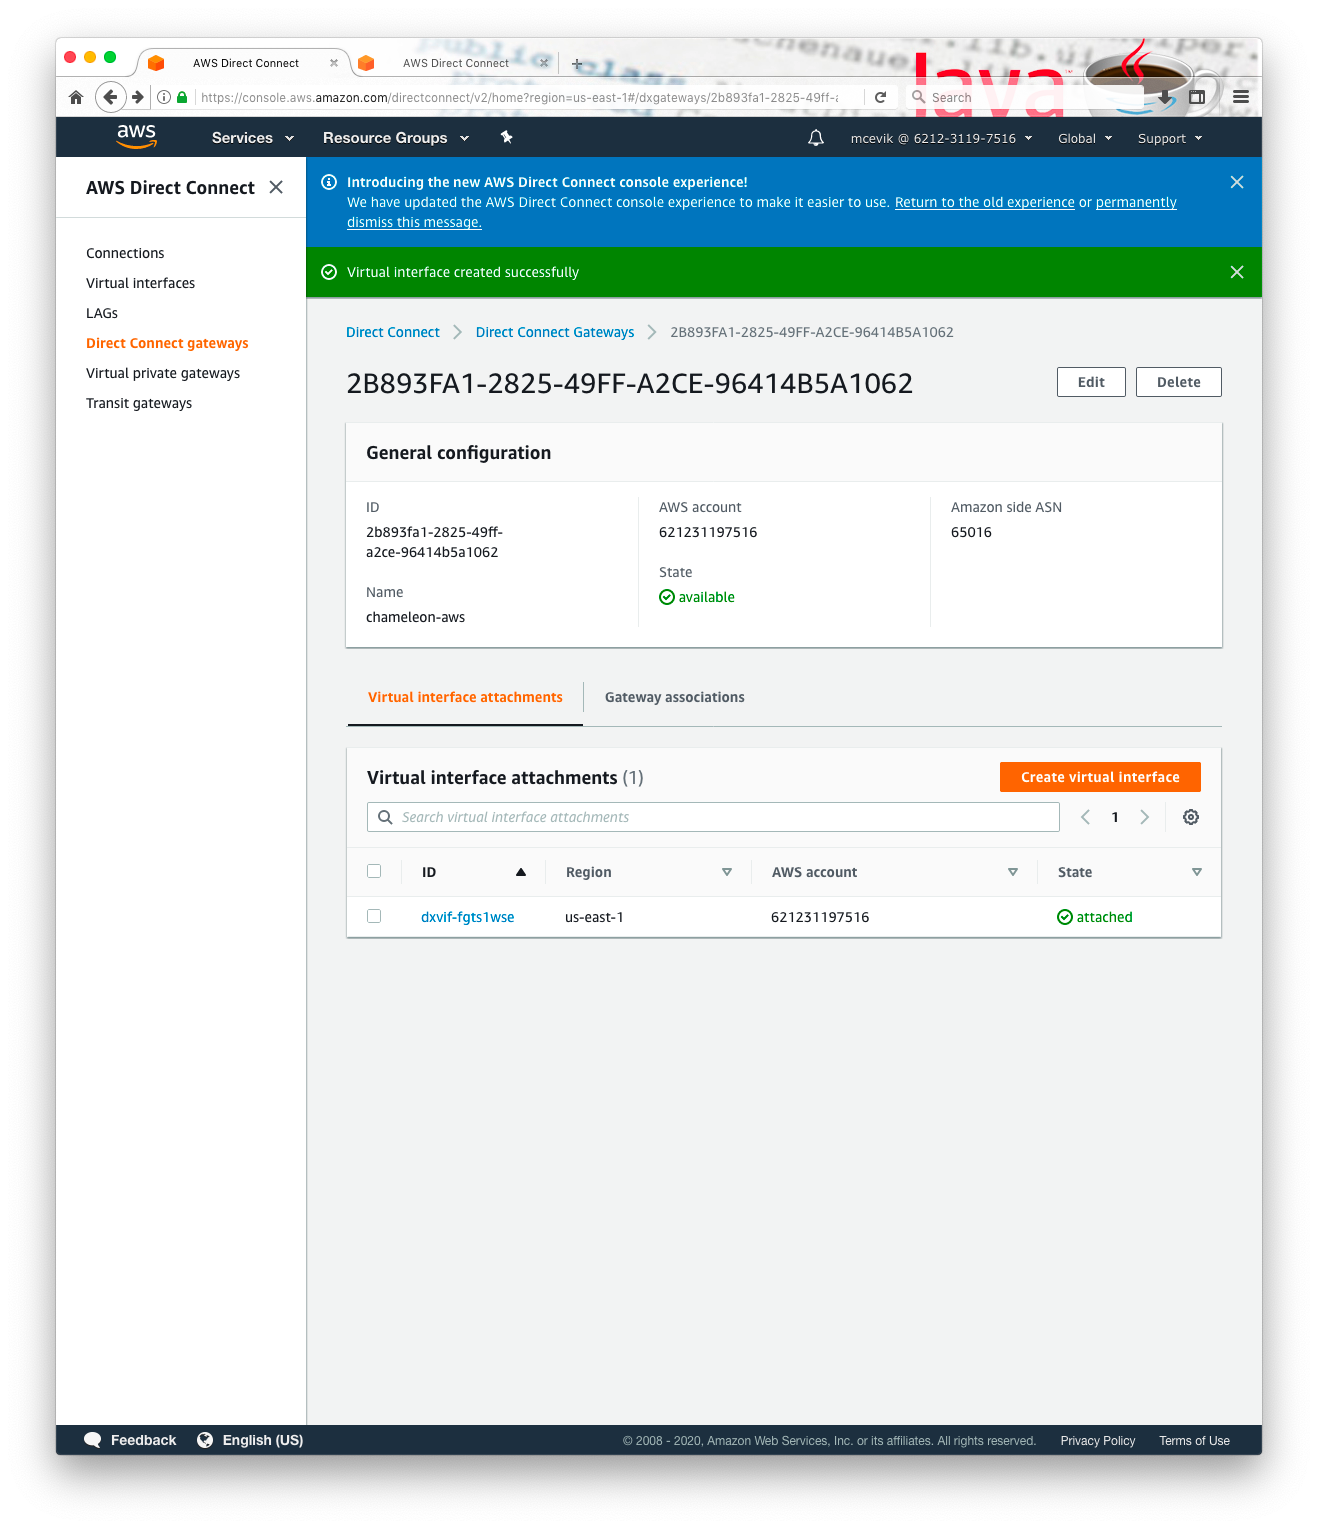 AWS Direct Connect
AWS Direct Connect
https://console.aws.amazon.com/directconnect/v2/home?region=us-east-1#/dxgateways/2b893fa1-2825-49ff-
Search
Java
public class
aws
Services
Resource Groups
mcevik @ 6212-3119-7516
Global
Support
AWS Direct Connect
Connections
Virtual interfaces
LAGs
Direct Connect gateways
Virtual private gateways
Transit gateways
Introducing the new AWS Direct Connect console experience!
We have updated the AWS Direct Connect console experience to make it easier to use. Return to the old experience or permanently
dismiss this message.
Virtual interface created successfully
Direct Connect
Direct Connect Gateways
2B893FA1-2825-49FF-A2CE-96414B5A1062
2B893FA1-2825-49FF-A2CE-96414B5A1062
Edit
Delete
General configuration
ID
2b893fa1-2825-49ff-
a2ce-96414b5a1062
Name
chameleon-aws
AWS account
621231197516
State
available
Amazon side ASN
65016
Virtual interface attachments
Gateway associations
Virtual interface attachments (1)
Create virtual interface
Search virtual interface attachments
1
ID
Region
AWS account
State
dxvif-fgts1wse
us-east-1
621231197516
attached
Feedback
English (US)
© 2008 - 2020, Amazon Web Services, Inc. or its affiliates. All rights reserved.
Privacy Policy
Terms of Use